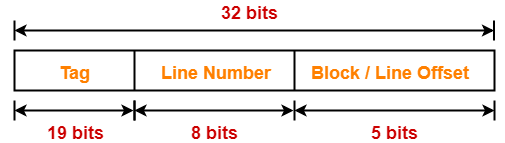 32 bits
Tag Line Number Block / Line Offset
19 bits 8 bits 5 bits